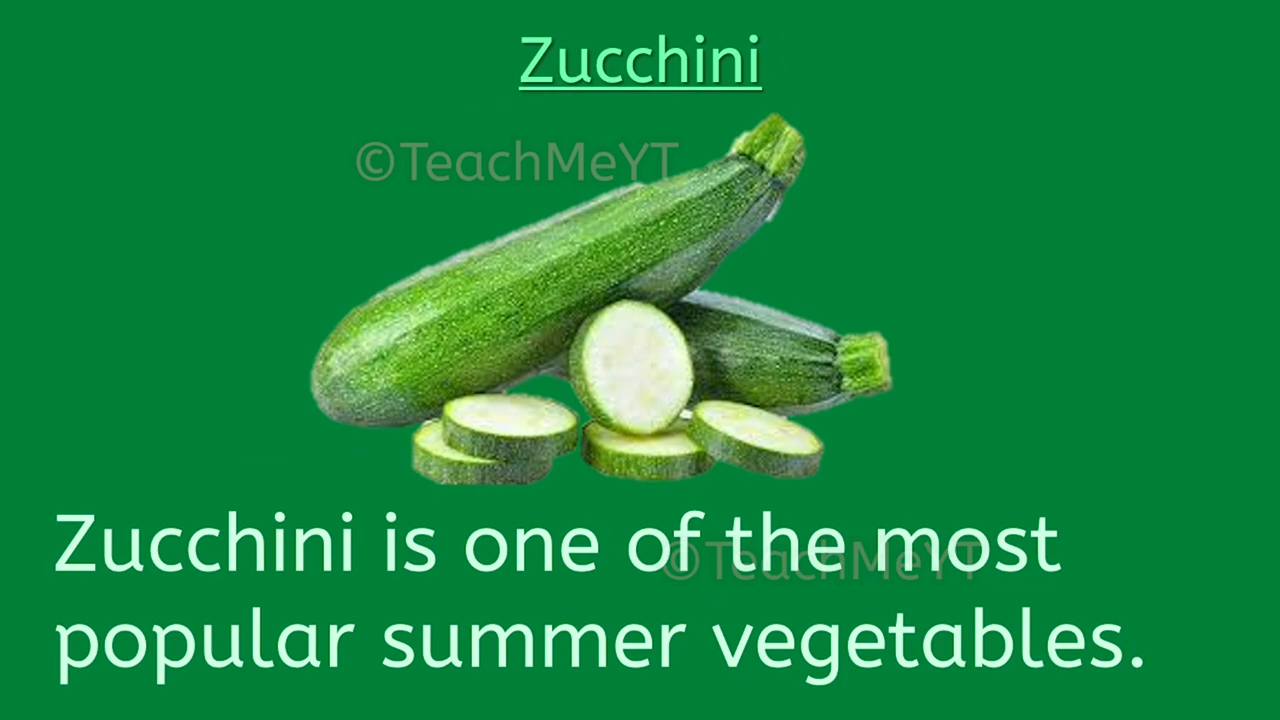 Zucchini
©TeachMeYT
Zucchini is one of the most
©TeachMeYT
popular summer vegetables.